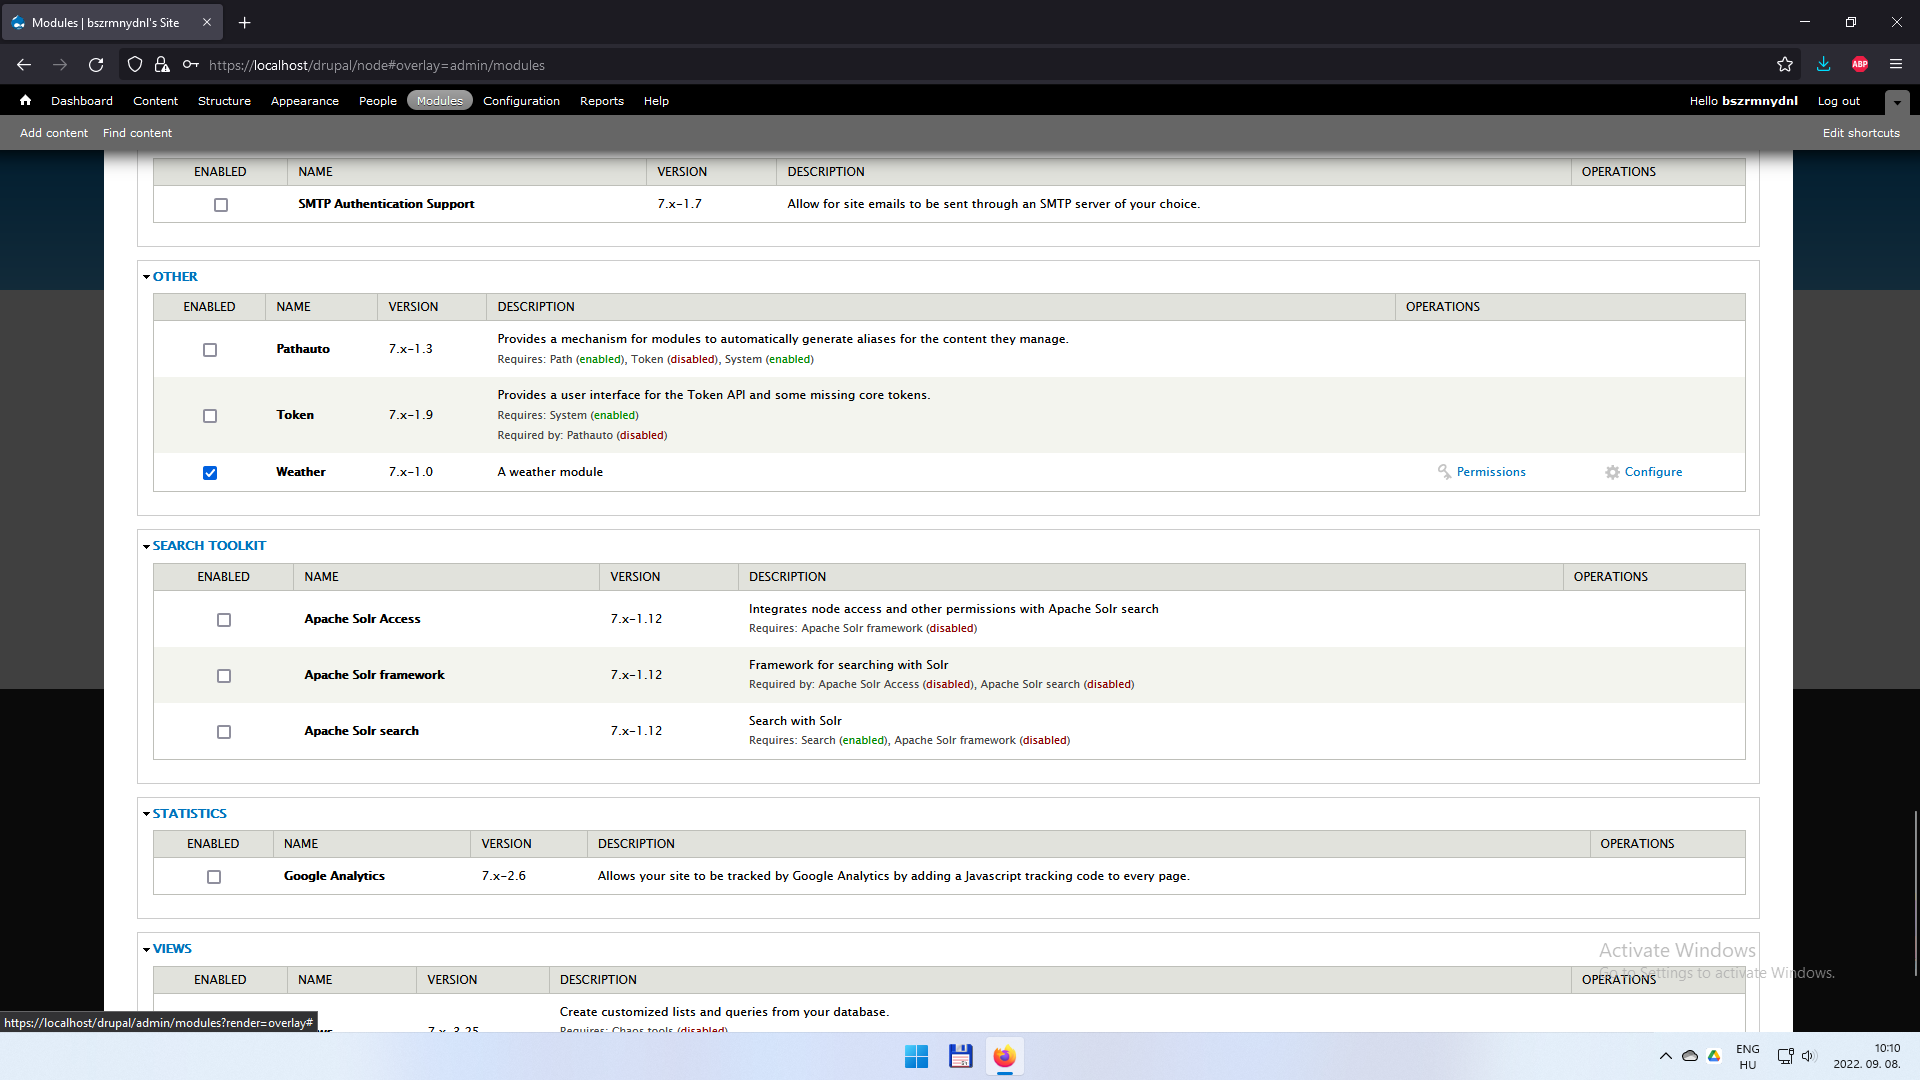 Modules | bszrmnydnl's Site
https://localhost/drupal/node#overlay=admin/modules
ABP
Dashboard Content Structure Appearance People Modules Configuration Reports Help
Hello bszrmnydnl Log out
Add content Find content
Edit shortcuts
ENABLED NAME VERSION DESCRIPTION OPERATIONS
SMTP Authentication Support 7.x-1.7 Allow for site emails to be sent through an SMTP server of your choice.
OTHER
ENABLED NAME VERSION DESCRIPTION OPERATIONS
Pathauto 7.x-1.3 Provides a mechanism for modules to automatically generate aliases for the content they manage.
Requires: Path (enabled), Token (disabled), System (enabled)
Token 7.x-1.9 Provides a user interface for the Token API and some missing core tokens.
Requires: System (enabled)
Required by: Pathauto (disabled)
Weather 7.x-1.0 A weather module Permissions Configure
SEARCH TOOLKIT
ENABLED NAME VERSION DESCRIPTION OPERATIONS
Apache Solr Access 7.x-1.12 Integrates node access and other permissions with Apache Solr search
Requires: Apache Solr framework (disabled)
Apache Solr framework 7.x-1.12 Framework for searching with Solr
Required by: Apache Solr Access (disabled), Apache Solr search (disabled)
Apache Solr search 7.x-1.12 Search with Solr
Requires: Search (enabled), Apache Solr framework (disabled)
STATISTICS
ENABLED NAME VERSION DESCRIPTION OPERATIONS
Google Analytics 7.x-2.6 Allows your site to be tracked by Google Analytics by adding a Javascript tracking code to every page.
VIEWS
Activate Windows
Go to Settings to activate Windows.
ENABLED NAME VERSION DESCRIPTION OPERATIONS
Create customized lists and queries from your database.
7.x-3.25
Requires: Chaos tools (disabled)
https://localhost/drupal/admin/modules?render=overlay#
ENG
HU
10:10
2022. 09. 08.